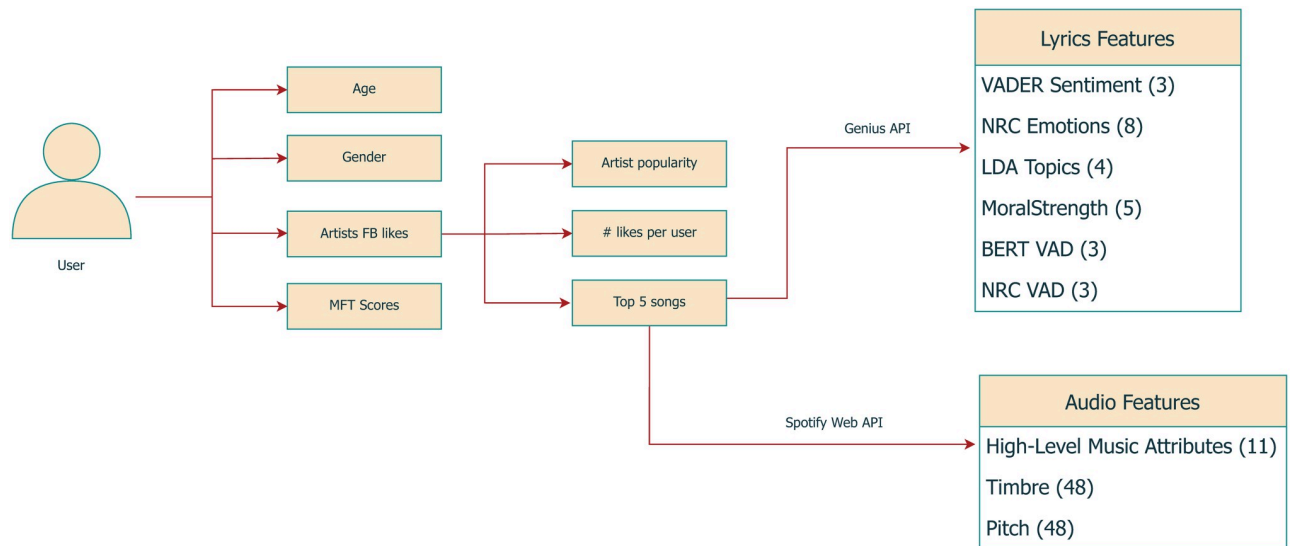 User
Age
Gender
Artists FB likes
MFT Scores
Artist popularity
# likes per user
Top 5 songs
Genius API
Spotify Web API
Lyrics Features
VADER Sentiment (3)
NRC Emotions (8)
LDA Topics (4)
MoralStrength (5)
BERT VAD (3)
NRC VAD (3)
Audio Features
High-Level Music Attributes (11)
Timbre (48)
Pitch (48)